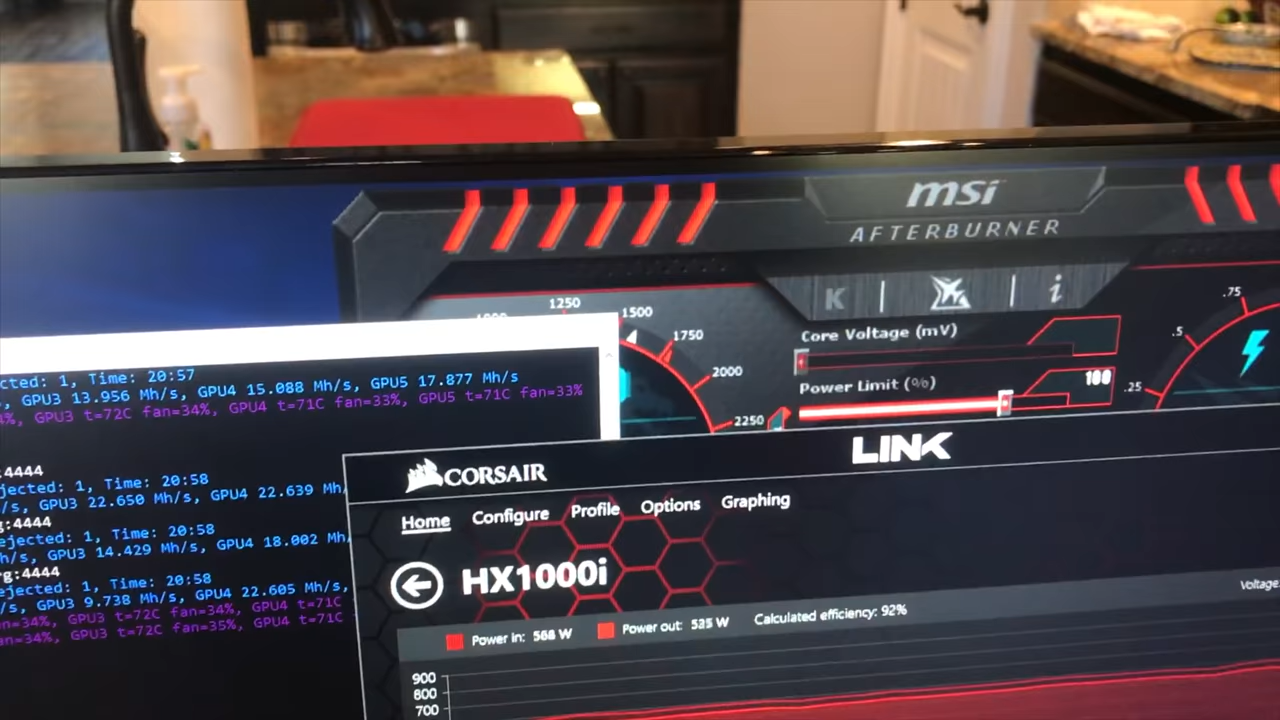 msi
AFTERBURNER
K
i
1250
1500
1750
2000
2250
Core Voltage (mV)
Power Limit (%)
100
.75
.5
.25
cted: 1, Time: 20:57
, GPU3 13.956 Mh/s, GPU4 15.088 Mh/s, GPU5 17.877 Mh/s
4%, GPU3 t=72C fan=34%, GPU4 t=71C fan=33%, GPU5 t=71C fan=33%
:4444
jected: 1, Time: 20:58
/s, GPU3 22.650 Mh/s, GPU4 22.639 Mh/
g:4444
ejected: 1, Time: 20:58
h/s, GPU3 14.429 Mh/s, GPU4 18.002 Mh/
rg:4444
ejected: 1, Time: 20:58
/s, GPU3 9.738 Mh/s, GPU4 22.605 Mh/s,
=34%, GPU3 t=72C fan=34%, GPU4 t=71C
n=34%, GPU3 t=72C fan=35%, GPU4 t=71C
CORSAIR
LINK
Home Configure Profile Options Graphing
HX1000i
Power in: 568 W Power out: 525 W Calculated efficiency: 92%
Voltage
900
800
700